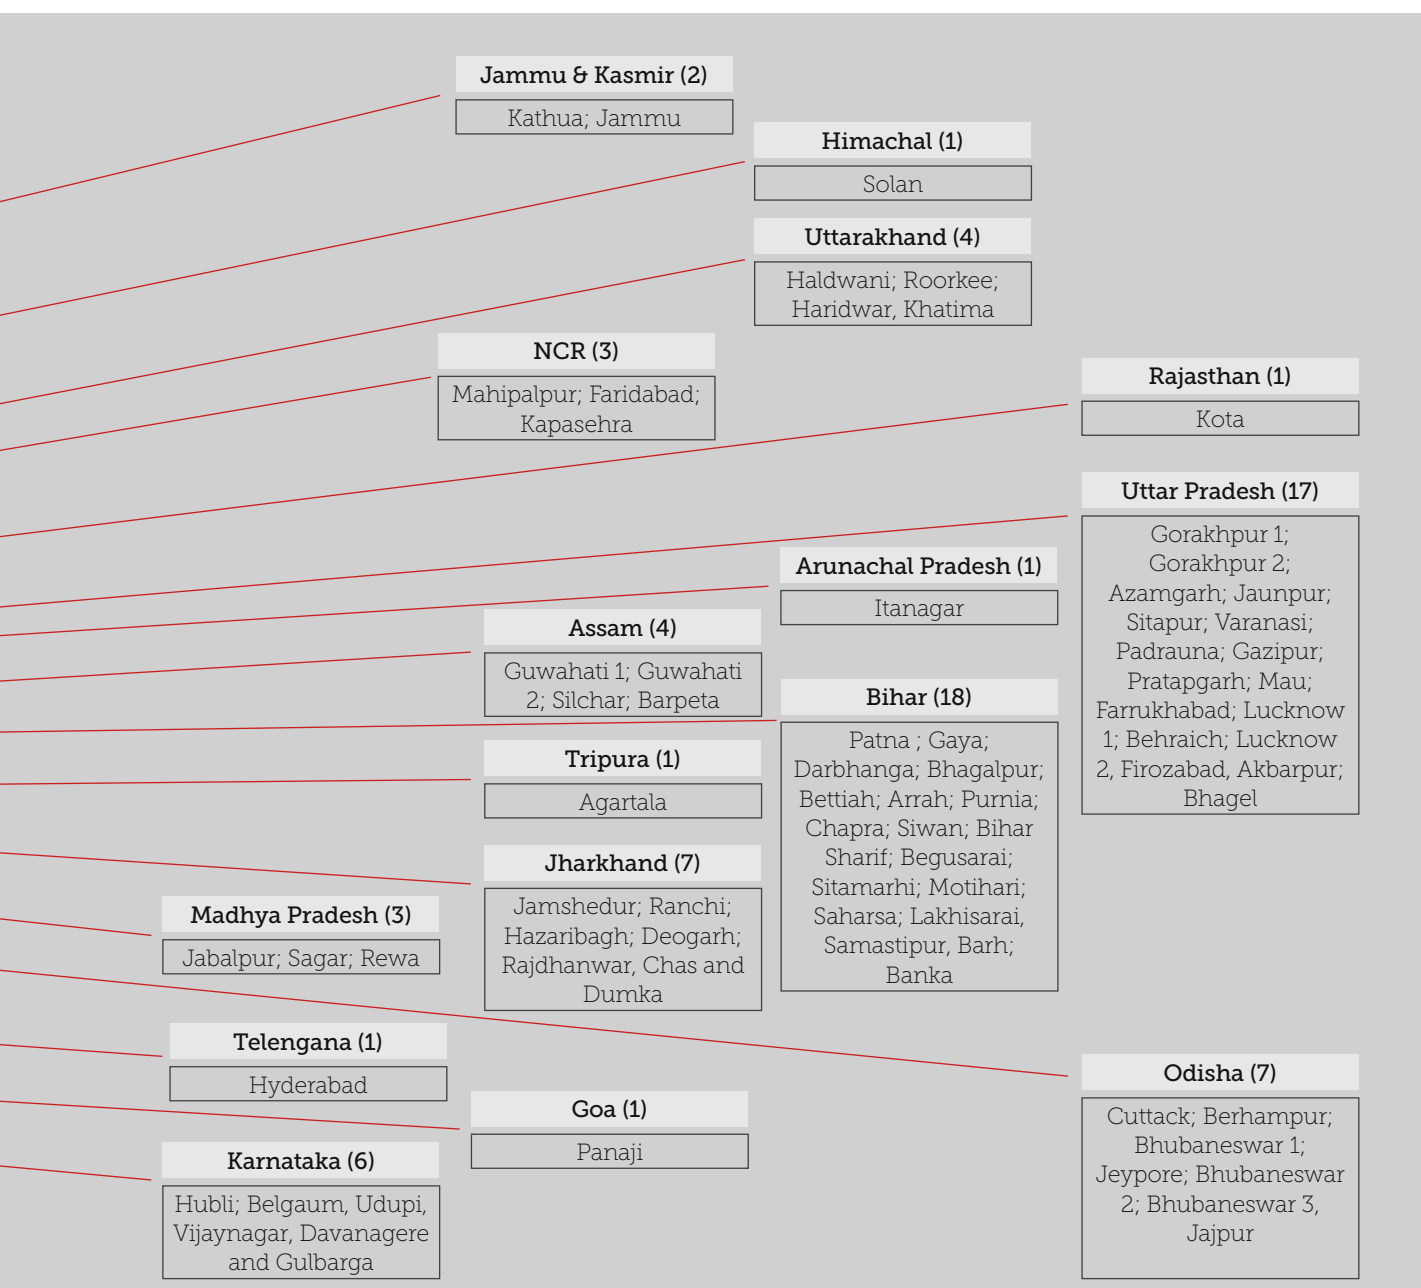 Jammu & Kasmir (2)
Kathua; Jammu
Himachal (1)
Solan
Uttarakhand (4)
Haldwani; Roorkee;
Haridwar, Khatima
NCR (3)
Mahipalpur; Faridabad;
Kapasehra
Rajasthan (1)
Kota
Uttar Pradesh (17)
Gorakhpur 1;
Gorakhpur 2;
Azamgarh; Jaunpur;
Sitapur; Varanasi;
Padrauna; Gazipur;
Pratapgarh; Mau;
Farrukhabad; Lucknow
1; Behraich; Lucknow
2, Firozabad, Akbarpur;
Bhagel
Arunachal Pradesh (1)
Itanagar
Assam (4)
Guwahati 1; Guwahati
2; Silchar; Barpeta
Bihar (18)
Patna ; Gaya;
Darbhanga; Bhagalpur;
Bettiah; Arrah; Purnia;
Chapra; Siwan; Bihar
Sharif; Begusarai;
Sitamarhi; Motihari;
Saharsa; Lakhisarai,
Samastipur, Barh;
Banka
Tripura (1)
Agartala
Jharkhand (7)
Jamshedur; Ranchi;
Hazaribagh; Deogarh;
Rajdhanwar, Chas and
Dumka
Madhya Pradesh (3)
Jabalpur; Sagar; Rewa
Telengana (1)
Hyderabad
Odisha (7)
Cuttack; Berhampur;
Bhubaneswar 1;
Jeypore; Bhubaneswar
2; Bhubaneswar 3,
Jajpur
Goa (1)
Panaji
Karnataka (6)
Hubli; Belgaum, Udupi,
Vijaynagar, Davanagere
and Gulbarga